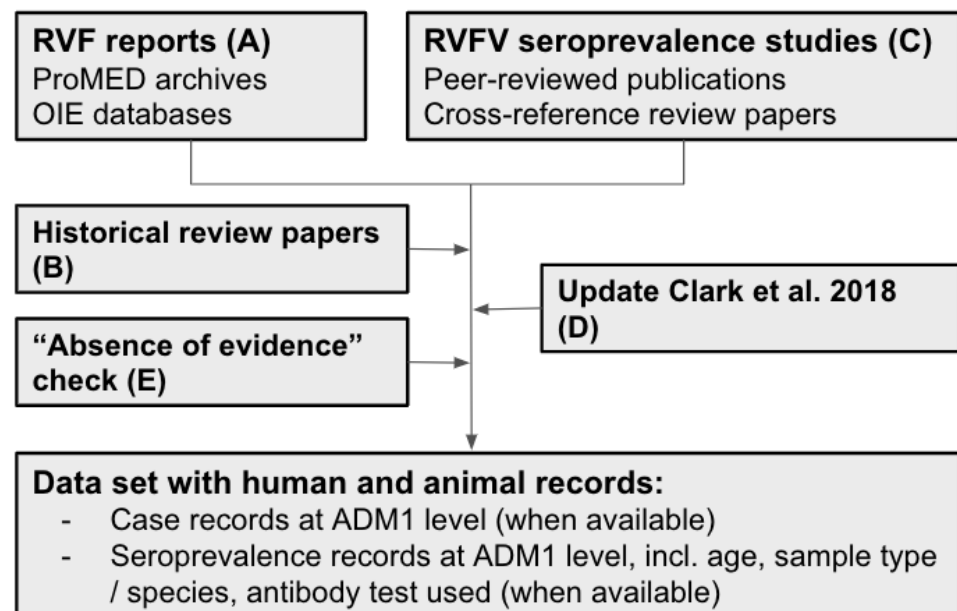 RVF reports (A)
ProMED archives
OIE databases
RVFV seroprevalence studies (C)
Peer-reviewed publications
Cross-reference review papers
Historical review papers
(B)
Update Clark et al. 2018
(D)
“Absence of evidence”
check (E)
Data set with human and animal records:
- Case records at ADM1 level (when available)
- Seroprevalence records at ADM1 level, incl. age, sample type
/ species, antibody test used (when available)